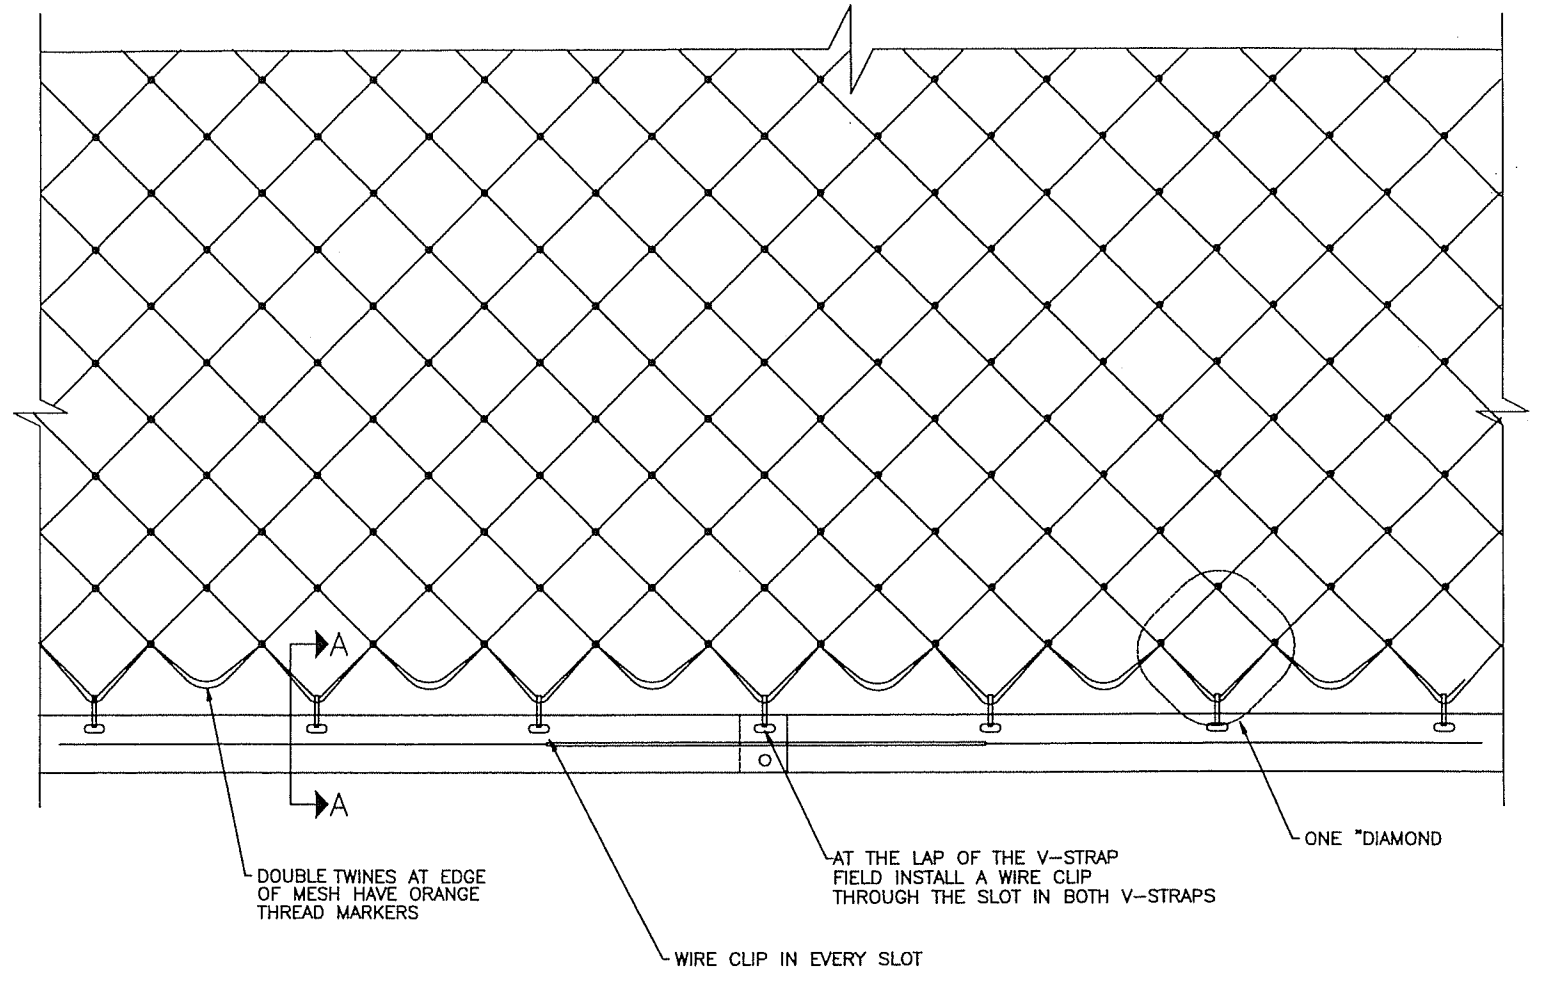 A
A
DOUBLE TWINES AT EDGE
OF MESH HAVE ORANGE
THREAD MARKERS
AT THE LAP OF THE V-STRAP
FIELD INSTALL A WIRE CLIP
THROUGH THE SLOT IN BOTH V-STRAPS
ONE "DIAMOND
WIRE CLIP IN EVERY SLOT